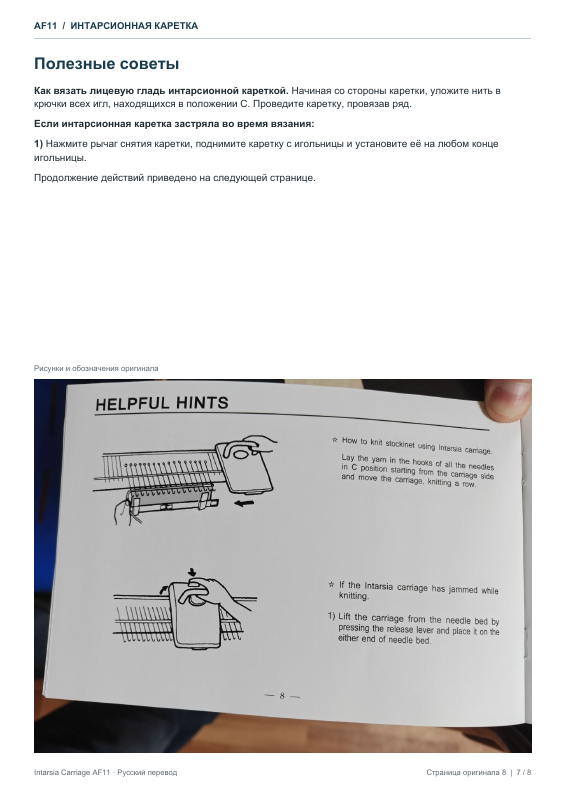 AF11 / ИНТАРСИОННАЯ КАРЕТКА
Полезные советы
Как вязать лицевую гладь интарсионной кареткой. Начиная со стороны каретки, уложите нить в
крючки всех игл, находящихся в положении С. Проведите каретку, провязав ряд.
Если интарсионная каретка застряла во время вязания:
1) Нажмите рычаг снятия каретки, поднимите каретку с игольницы и установите её на любом конце
игольницы.
Продолжение действий приведено на следующей странице.
Рисунки и обозначения оригинала
HELPFUL HINTS
☆ How to knit stockinet using Intarsia carriage.
Lay the yarn in the hooks of all the needles
in C position starting from the carriage side
and move the carriage, knitting a row.
☆ If the Intarsia carriage has jammed while
knitting.
1) Lift the carriage from the needle bed by
pressing the release lever and place it on the
either end of needle bed.
— 8 —
Intarsia Carriage AF11 · Русский перевод
Страница оригинала 8 | 7 / 8